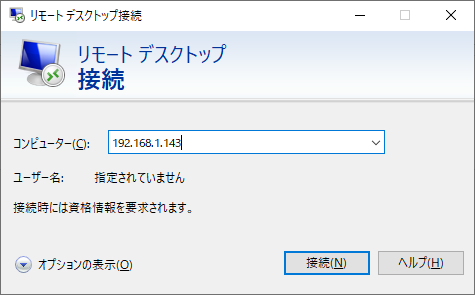 リモート デスクトップ接続
リモート デスクトップ
接続
コンピューター(C): 192.168.1.143
ユーザー名: 指定されていません
接続時には資格情報を要求されます。
オプションの表示(O) 接続(N) ヘルプ(H)